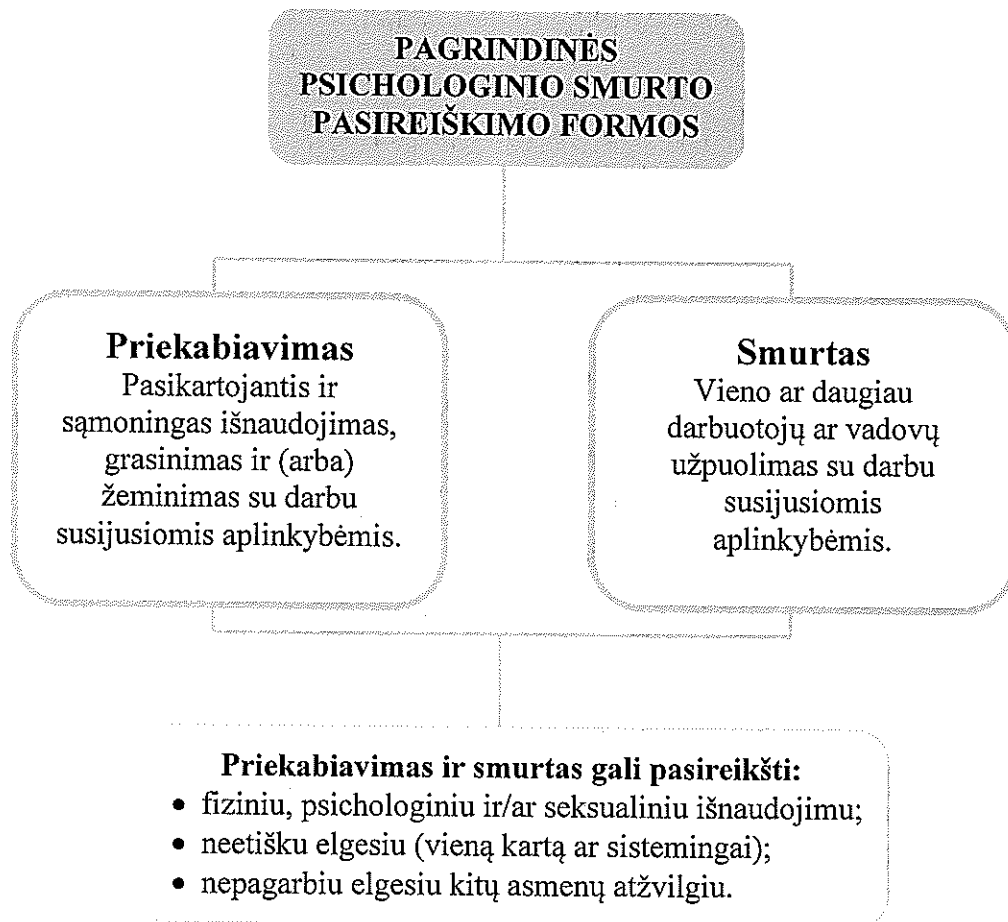 PAGRINDINĖS
PSICHOLOGINIO SMURTO
PASIREIŠKIMO FORMOS
Priekabiavimas
Pasikartojantis ir
sąmoningas išnaudojimas,
grasinimas ir (arba)
žeminimas su darbu
susijusiomis aplinkybėmis.
Smurtas
Vieno ar daugiau
darbuotojų ar vadovų
užpuolimas su darbu
susijusiomis
aplinkybėmis.
Priekabiavimas ir smurtas gali pasireikšti:
• fiziniu, psichologiniu ir/ar seksualiniu išnaudojimu;
• neetišku elgesiu (vieną kartą ar sistemingai);
• nepagarbiu elgesiu kitų asmenų atžvilgiu.